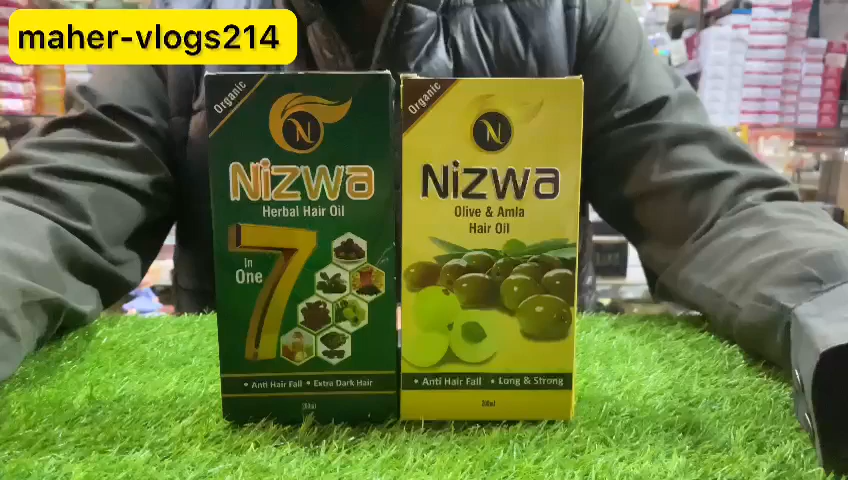 maher-vlogs214
Organic
N
Nizwa
Herbal Hair Oil
7
In
One
• Anti Hair Fall • Extra Dark Hair
Organic
N
Nizwa
Olive & Amla
Hair Oil
• Anti Hair Fall • Long & Strong
200ml